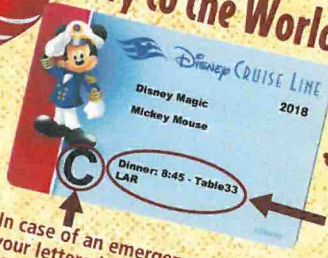 y to the World
DISNEY CRUISE LINE
Disney Magic 2018
Mickey Mouse
C
Dinner: 8:45 - Table33
LAR
In case of an emergen
your letter